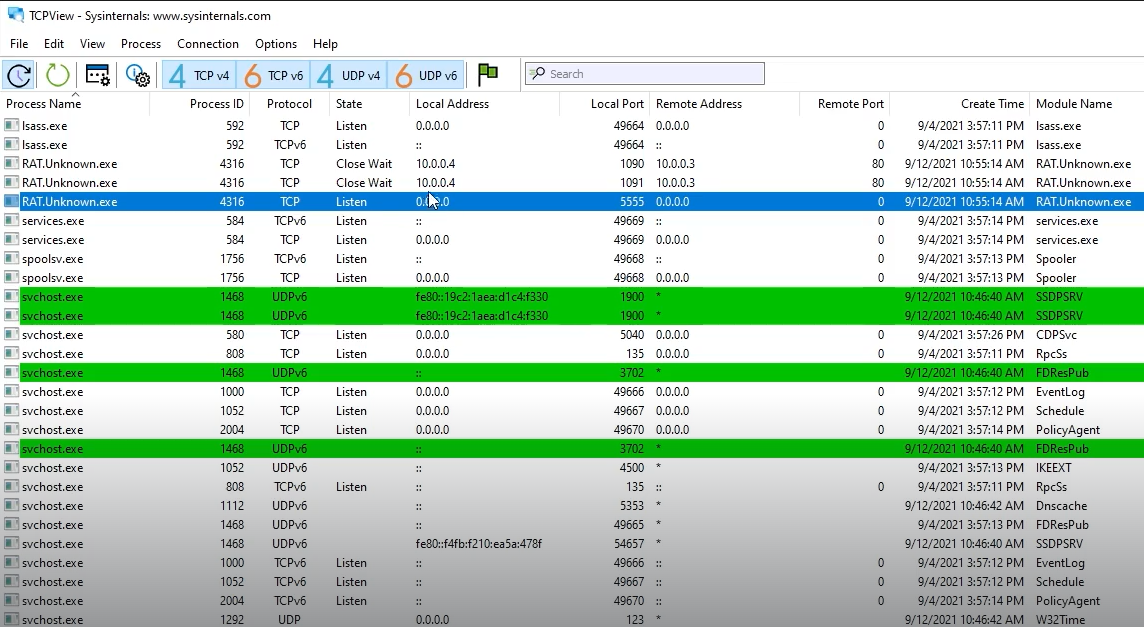 TCPView - Sysinternals: www.sysinternals.com
File Edit View Process Connection Options Help
4 TCP v4 6 TCP v6 4 UDP v4 6 UDP v6 Search
Process Name Process ID Protocol State Local Address Local Port Remote Address Remote Port Create Time Module Name
lsass.exe 592 TCP Listen 0.0.0.0 49664 0.0.0.0 0 9/4/2021 3:57:11 PM lsass.exe
lsass.exe 592 TCPv6 Listen :: 49664 :: 0 9/4/2021 3:57:11 PM lsass.exe
RAT.Unknown.exe 4316 TCP Close Wait 10.0.0.4 1090 10.0.0.3 80 9/12/2021 10:55:14 AM RAT.Unknown.exe
RAT.Unknown.exe 4316 TCP Close Wait 10.0.0.4 1091 10.0.0.3 80 9/12/2021 10:55:14 AM RAT.Unknown.exe
RAT.Unknown.exe 4316 TCP Listen 0.0.0.0 5555 0.0.0.0 0 9/12/2021 10:55:14 AM RAT.Unknown.exe
services.exe 584 TCPv6 Listen :: 49669 :: 0 9/4/2021 3:57:14 PM services.exe
services.exe 584 TCP Listen 0.0.0.0 49669 0.0.0.0 0 9/4/2021 3:57:14 PM services.exe
spoolsv.exe 1756 TCPv6 Listen :: 49668 :: 0 9/4/2021 3:57:13 PM Spooler
spoolsv.exe 1756 TCP Listen 0.0.0.0 49668 0.0.0.0 0 9/4/2021 3:57:13 PM Spooler
svchost.exe 1468 UDPv6 fe80::19c2:1aea:d1c4:f330 1900 * 9/12/2021 10:46:40 AM SSDPSRV
svchost.exe 1468 UDPv6 fe80::19c2:1aea:d1c4:f330 1900 * 9/12/2021 10:46:40 AM SSDPSRV
svchost.exe 580 TCP Listen 0.0.0.0 5040 0.0.0.0 0 9/4/2021 3:57:26 PM CDPSvc
svchost.exe 808 TCP Listen 0.0.0.0 135 0.0.0.0 0 9/4/2021 3:57:11 PM RpcSs
svchost.exe 1468 UDPv6 :: 3702 * 9/12/2021 10:46:40 AM FDResPub
svchost.exe 1000 TCP Listen 0.0.0.0 49666 0.0.0.0 0 9/4/2021 3:57:12 PM EventLog
svchost.exe 1052 TCP Listen 0.0.0.0 49667 0.0.0.0 0 9/4/2021 3:57:12 PM Schedule
svchost.exe 2004 TCP Listen 0.0.0.0 49670 0.0.0.0 0 9/4/2021 3:57:14 PM PolicyAgent
svchost.exe 1468 UDPv6 :: 3702 * 9/12/2021 10:46:40 AM FDResPub
svchost.exe 1052 UDPv6 :: 4500 * 9/4/2021 3:57:13 PM IKEEXT
svchost.exe 808 TCPv6 Listen :: 135 :: 0 9/4/2021 3:57:11 PM RpcSs
svchost.exe 1112 UDPv6 :: 5353 * 9/12/2021 10:46:42 AM Dnscache
svchost.exe 1468 UDPv6 :: 49665 * 9/4/2021 3:57:13 PM FDResPub
svchost.exe 1468 UDPv6 fe80::f4fb:f210:ea5a:478f 54657 * 9/12/2021 10:46:40 AM SSDPSRV
svchost.exe 1000 TCPv6 Listen :: 49666 :: 0 9/4/2021 3:57:12 PM EventLog
svchost.exe 1052 TCPv6 Listen :: 49667 :: 0 9/4/2021 3:57:12 PM Schedule
svchost.exe 2004 TCPv6 Listen :: 49670 :: 0 9/4/2021 3:57:14 PM PolicyAgent
svchost.exe 1292 UDP 0.0.0.0 123 * 9/12/2021 10:46:42 AM W32Time